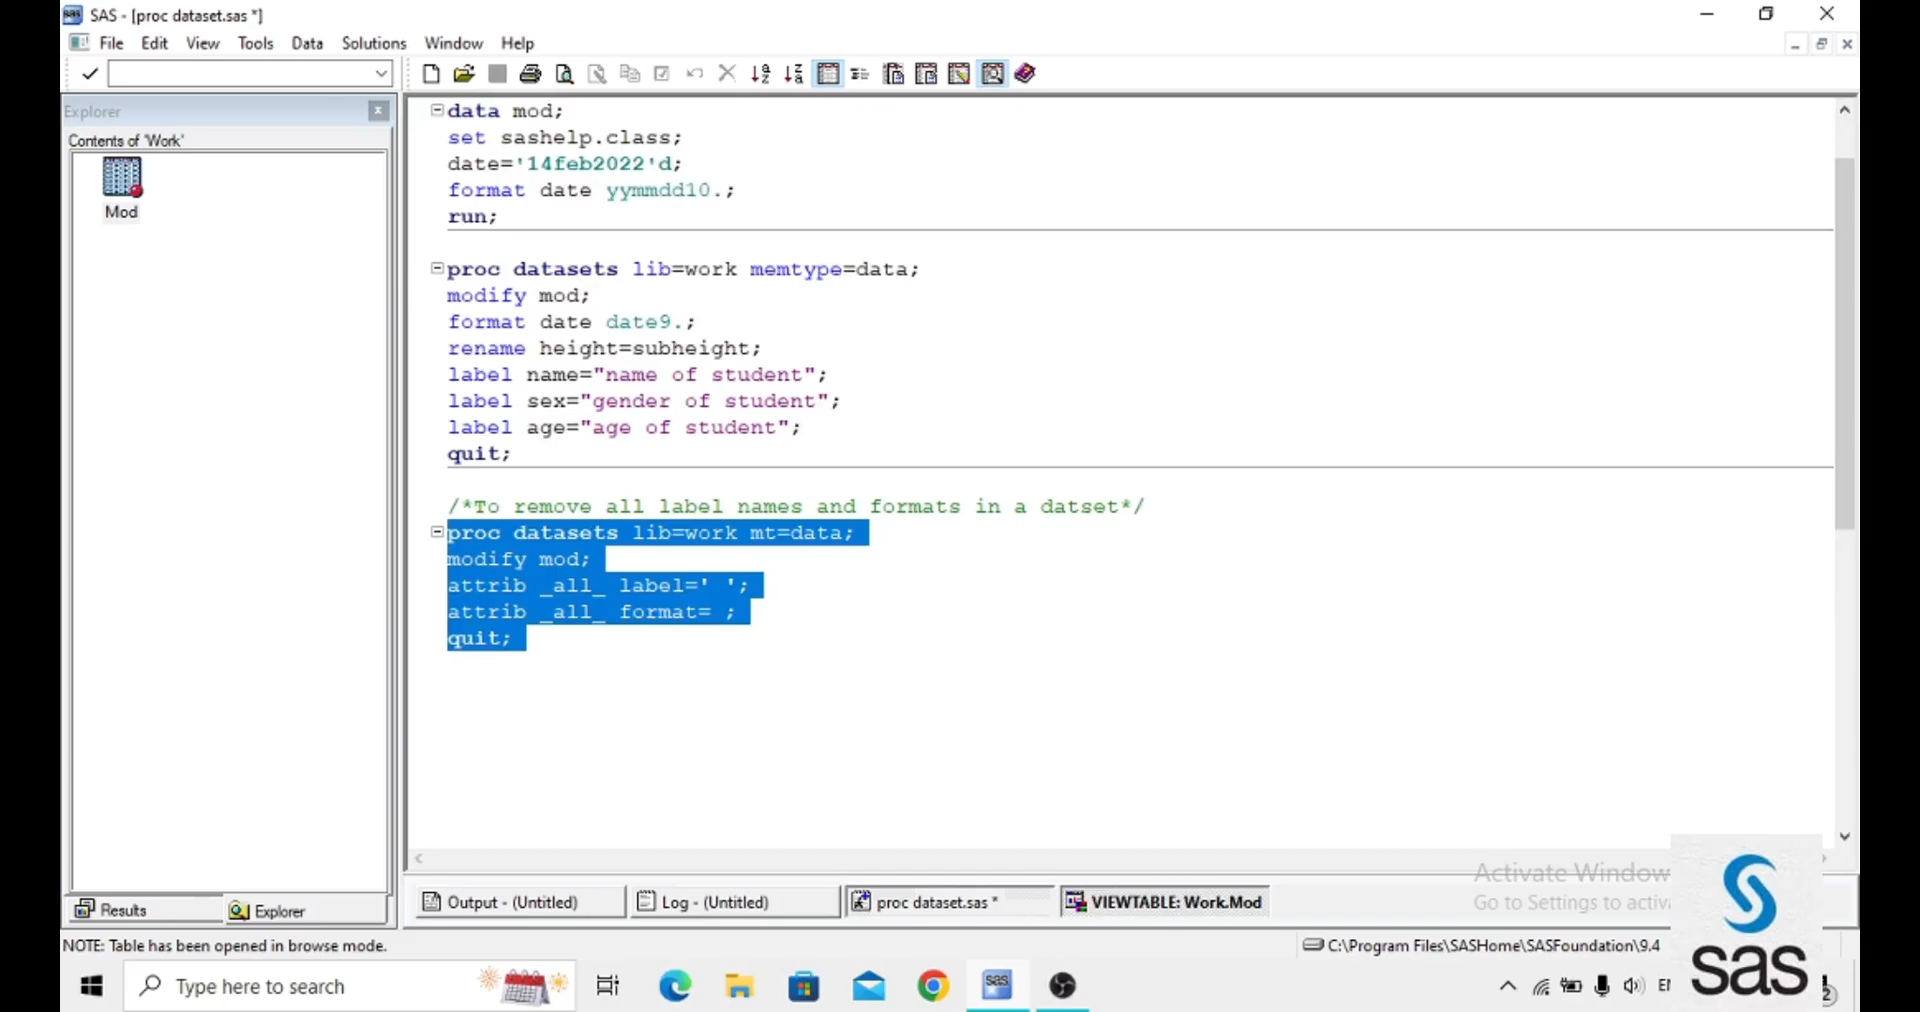 SAS - [proc dataset.sas *]
File Edit View Tools Data Solutions Window Help
Explorer
Contents of 'Work'
Mod
data mod;
set sashelp.class;
date='14feb2022'd;
format date yymmdd10.;
run;
proc datasets lib=work memtype=data;
modify mod;
format date date9.;
rename height=subheight;
label name="name of student";
label sex="gender of student";
label age="age of student";
quit;
/*To remove all label names and formats in a datset*/
proc datasets lib=work mt=data;
modify mod;
attrib _all_ label=' ';
attrib _all_ format= ;
quit;
Activate Window
Go to Settings to activ
Results Explorer
Output - (Untitled) Log - (Untitled) proc dataset.sas * VIEWTABLE: Work.Mod
NOTE: Table has been opened in browse mode.
C:\Program Files\SASHome\SASFoundation\9.4
sas
Type here to search
sas
2